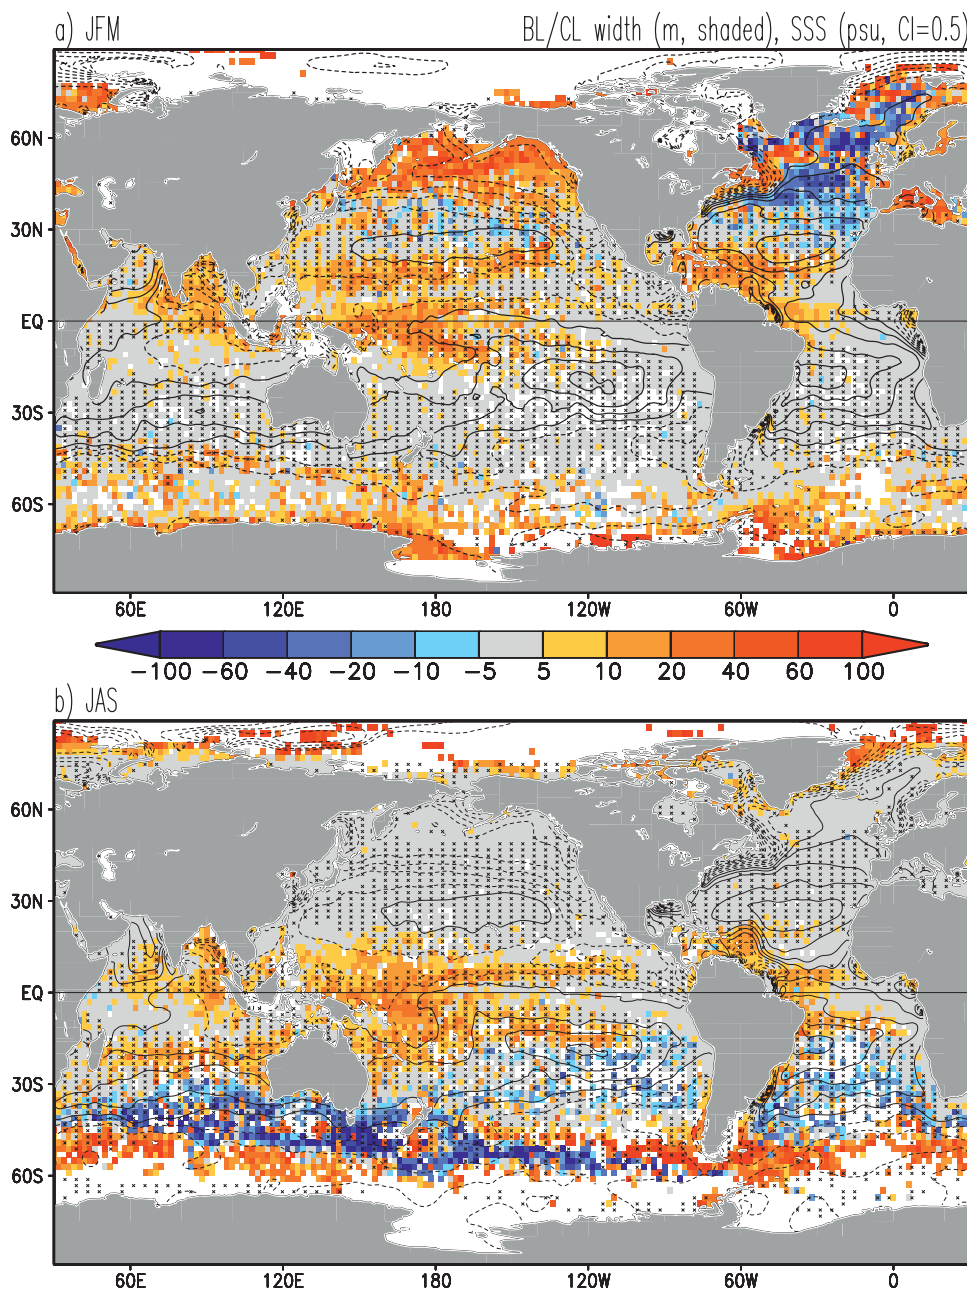 a) JFM BL/CL width (m, shaded), SSS (psu, CI=0.5)
60N
30N
EQ
30S
60S
60E 120E 180 120W 60W 0
−100 −60 −40 −20 −10 −5 5 10 20 40 60 100
b) JAS
60N
30N
EQ
30S
60S
60E 120E 180 120W 60W 0